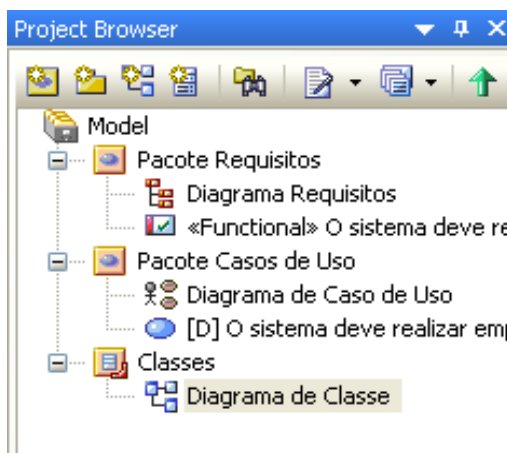 Project Browser
Model
Pacote Requisitos
Diagrama Requisitos
«Functional» O sistema deve re
Pacote Casos de Uso
Diagrama de Caso de Uso
[D] O sistema deve realizar emp
Classes
Diagrama de Classe